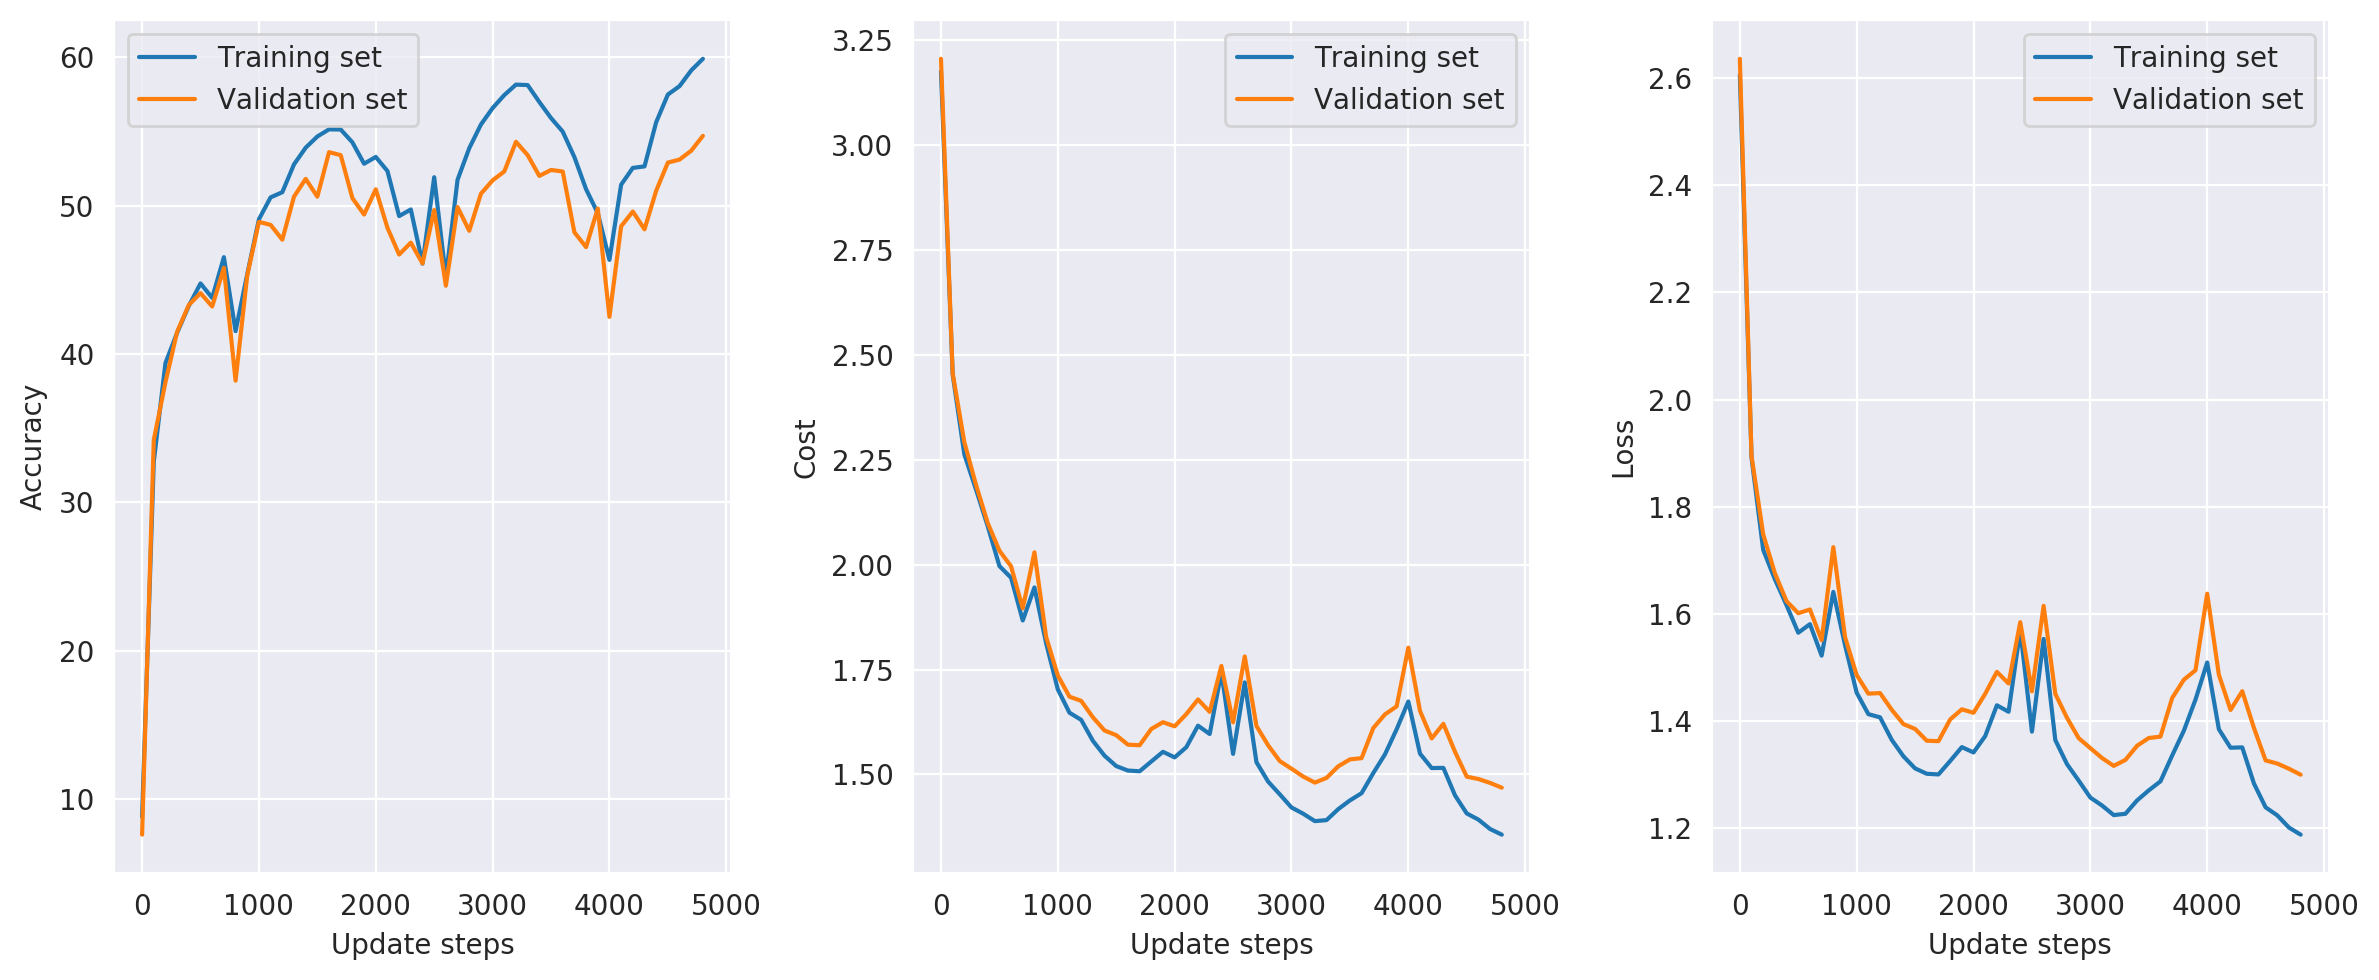 Accuracy
60
50
40
30
20
10
Training set
Validation set
0 1000 2000 3000 4000 5000
Update steps
Cost
3.25
3.00
2.75
2.50
2.25
2.00
1.75
1.50
Training set
Validation set
0 1000 2000 3000 4000 5000
Update steps
Loss
2.6
2.4
2.2
2.0
1.8
1.6
1.4
1.2
Training set
Validation set
0 1000 2000 3000 4000 5000
Update steps